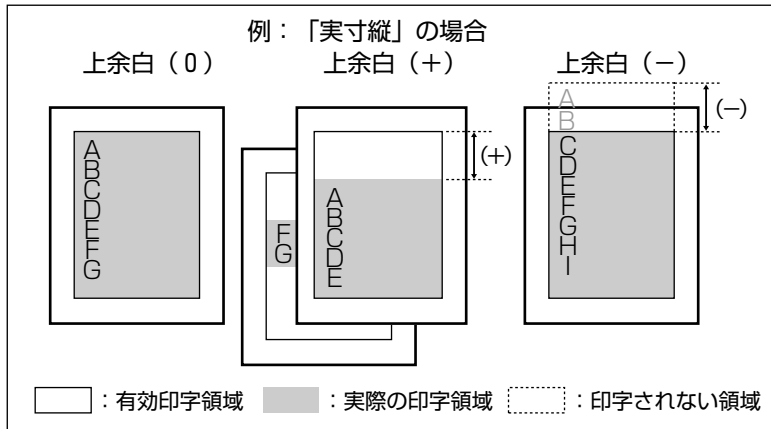 例：「実寸縦」の場合
上余白（0）
上余白（＋）
上余白（－）
A
B
C
D
E
F
G
F
G
A
B
C
D
E
(＋)
A
B
C
D
E
F
G
H
I
(－)
：有効印字領域
：実際の印字領域
：印字されない領域